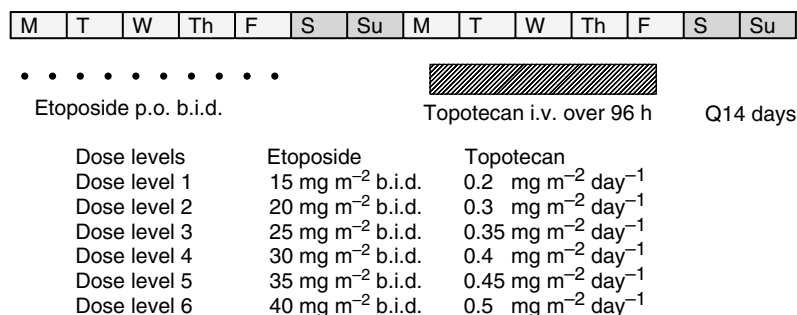 M T W Th F S Su M T W Th F S Su
Etoposide p.o. b.i.d. Topotecan i.v. over 96 h Q14 days
Dose levels Etoposide Topotecan
Dose level 1 15 mg m⁻² b.i.d. 0.2 mg m⁻² day⁻¹
Dose level 2 20 mg m⁻² b.i.d. 0.3 mg m⁻² day⁻¹
Dose level 3 25 mg m⁻² b.i.d. 0.35 mg m⁻² day⁻¹
Dose level 4 30 mg m⁻² b.i.d. 0.4 mg m⁻² day⁻¹
Dose level 5 35 mg m⁻² b.i.d. 0.45 mg m⁻² day⁻¹
Dose level 6 40 mg m⁻² b.i.d. 0.5 mg m⁻² day⁻¹